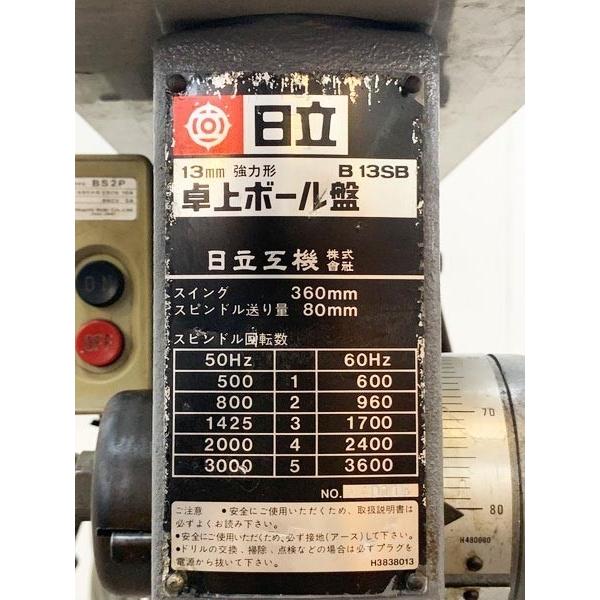 日立
13mm 強力形 B 13SB
卓上ボール盤
日立工機 株式会社
スイング 360mm
スピンドル送り量 80mm
スピンドル回転数
50Hz 60Hz
500 1 600
800 2 960
1425 3 1700
2000 4 2400
3000 5 3600
NO.
ご注意 •安全にご使用いただくため、取扱説明書は
必ずよくお読み下さい。
•安全にご使用いただくため、必ず接地(アース)して下さい。
•ドリルの交換、掃除、点検などの場合は必ずプラグを
電源から抜いて下さい。 H3838013
BS2P
ON
OFF
70
80
H480860